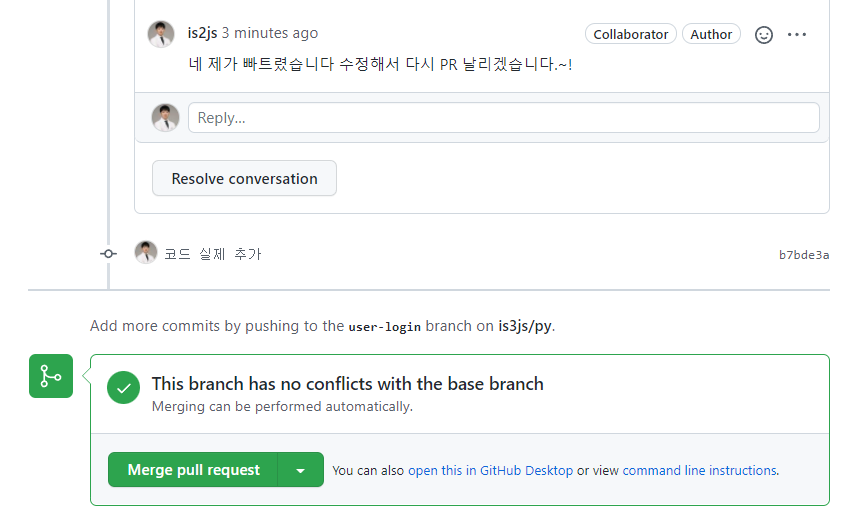 is2js 3 minutes ago Collaborator Author
네 제가 빠트렸습니다 수정해서 다시 PR 날리겠습니다.~!
Reply...
Resolve conversation
코드 실제 추가 b7bde3a
Add more commits by pushing to the user-login branch on is3js/py.
This branch has no conflicts with the base branch
Merging can be performed automatically.
Merge pull request You can also open this in GitHub Desktop or view command line instructions.